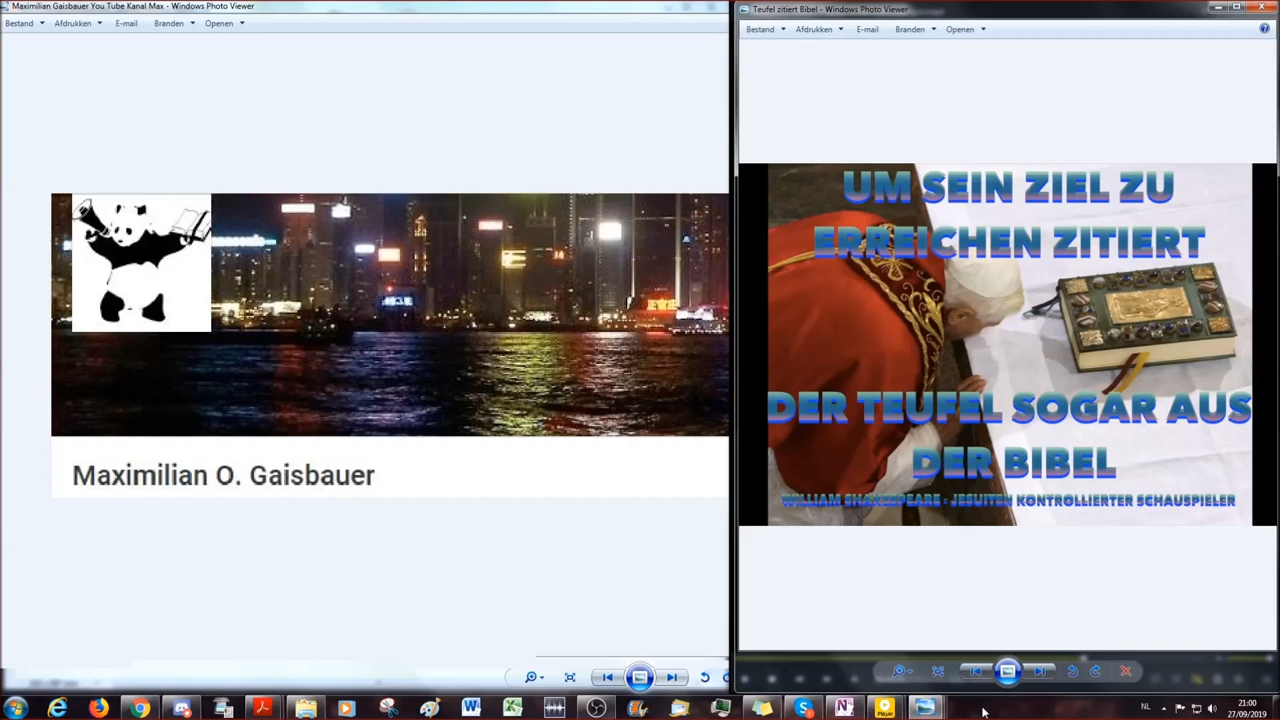 Maximilian Gaisbauer You Tube Kanal Max - Windows Photo Viewer
Bestand Afdrukken E-mail Branden Openen
Maximilian O. Gaisbauer
Teufel zitiert Bibel - Windows Photo Viewer
Bestand Afdrukken E-mail Branden Openen
UM SEIN ZIEL ZU
ERREICHEN ZITIERT
DER TEUFEL SOGAR AUS
DER BIBEL
WILLIAM SHAKESPEARE - JESUITEN KONTROLLIERTER SCHAUSPIELER
NL
21:00
27/09/2019